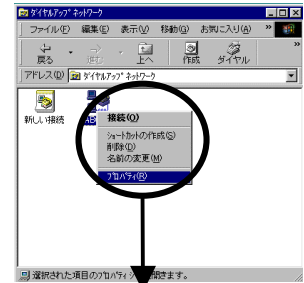 ダイヤルアップ ネットワーク
ファイル(F) 編集(E) 表示(V) 移動(G) お気に入り(A) »
戻る 進む 上へ 作成 ダイヤル »
アドレス(D) ダイヤルアップ ネットワーク
新しい接続
接続(O)
ショートカットの作成(S)
削除(D)
名前の変更(M)
プロパティ(R)
選択された項目のプロパティ シ 開きます。